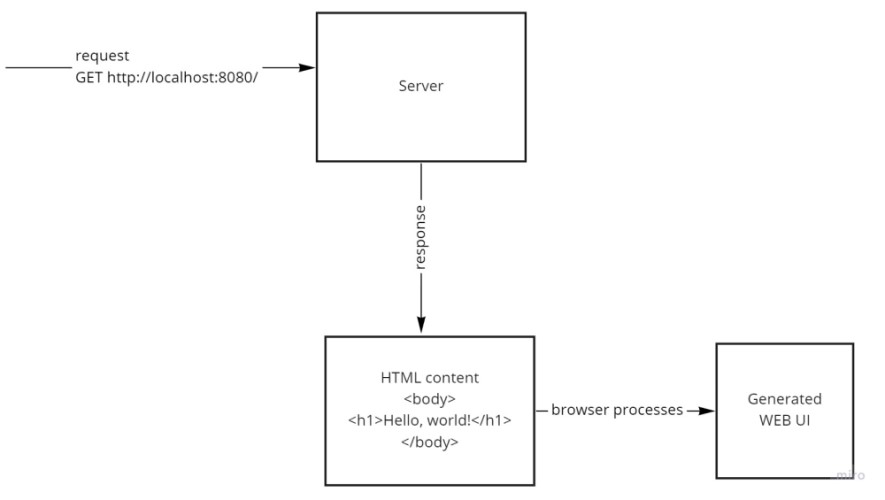 request
GET http://localhost:8080/
Server
response
HTML content
<body>
<h1>Hello, world!</h1>
</body>
browser processes
Generated
WEB UI
miro